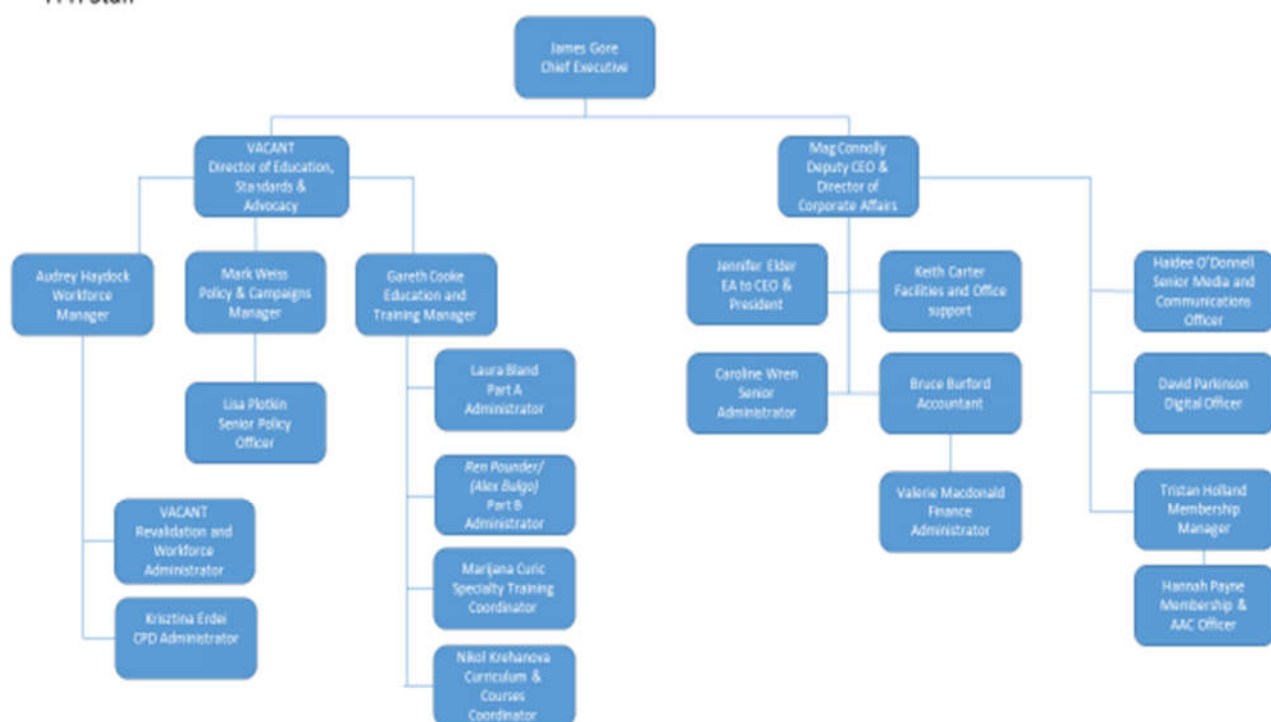 Staff
James Gore
Chief Executive
VACANT
Director of Education,
Standards &
Advocacy
Mag Connolly
Deputy CEO &
Director of
Corporate Affairs
Audrey Haydock
Workforce
Manager
Mark Weiss
Policy & Campaigns
Manager
Gareth Cooke
Education and
Training Manager
Jennifer Elder
EA to CEO &
President
Keith Carter
Facilities and Office
support
Haidee O'Donnell
Senior Media and
Communications
Officer
Lisa Plotkin
Senior Policy
Officer
Laura Bland
Part A
Administrator
Caroline Wren
Senior
Administrator
Bruce Burford
Accountant
David Parkinson
Digital Officer
Ren Pounder/
(Alex Bulgo)
Part B
Administrator
Valerie Macdonald
Finance
Administrator
Tristan Holland
Membership
Manager
VACANT
Revalidation and
Workforce
Administrator
Marijana Curic
Specialty Training
Coordinator
Hannah Payne
Membership &
AAC Officer
Krisztina Erdei
CPD Administrator
Nikol Krehanova
Curriculum &
Courses
Coordinator